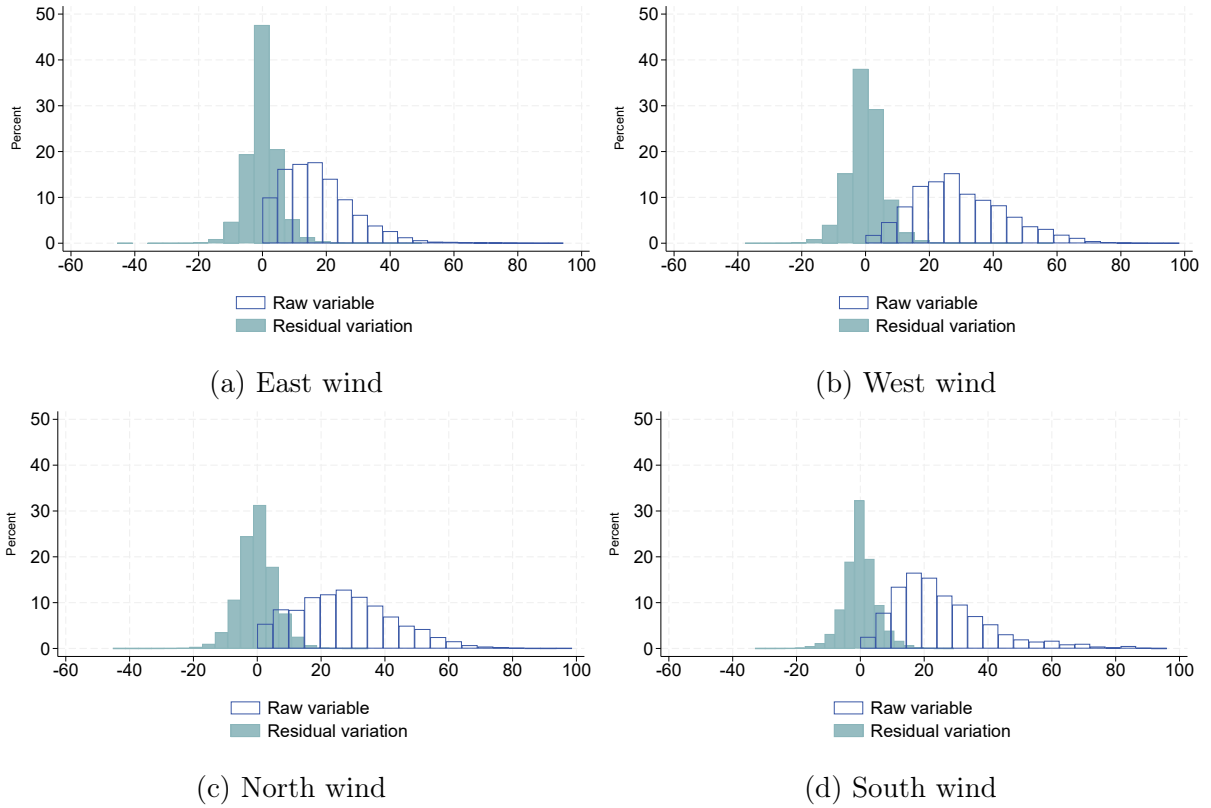 50
40
30
20
10
0
Percent
-60 -40 -20 0 20 40 60 80 100
Raw variable
Residual variation
(a) East wind
50
40
30
20
10
0
Percent
-60 -40 -20 0 20 40 60 80 100
Raw variable
Residual variation
(b) West wind
50
40
30
20
10
0
Percent
-60 -40 -20 0 20 40 60 80 100
Raw variable
Residual variation
(c) North wind
50
40
30
20
10
0
Percent
-60 -40 -20 0 20 40 60 80 100
Raw variable
Residual variation
(d) South wind